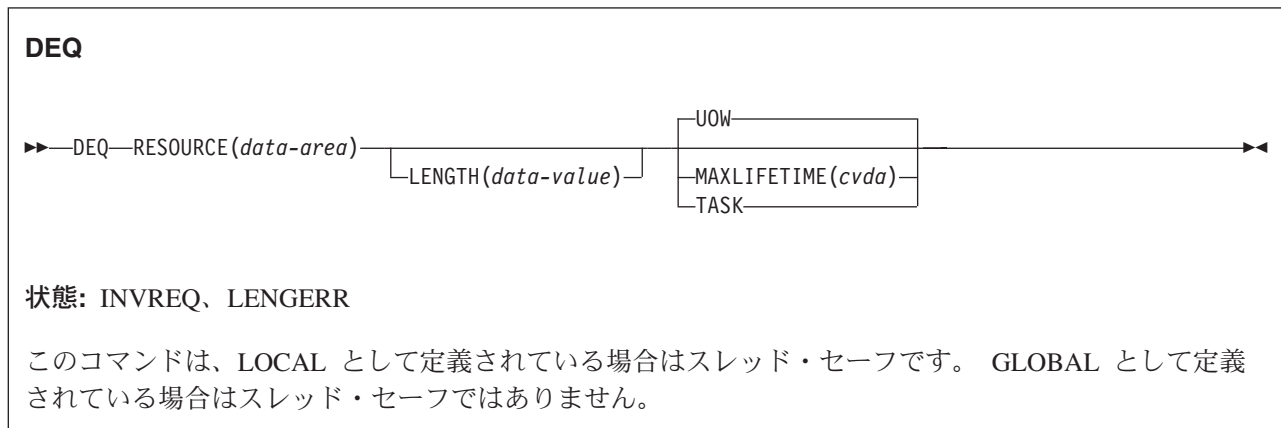 DEQ
UOW
DEQ RESOURCE(data-area)
LENGTH(data-value)
MAXLIFETIME(cvda)
TASK
状態: INVREQ、LENGERR
このコマンドは、LOCAL として定義されている場合はスレッド・セーフです。 GLOBAL として定義
されている場合はスレッド・セーフではありません。